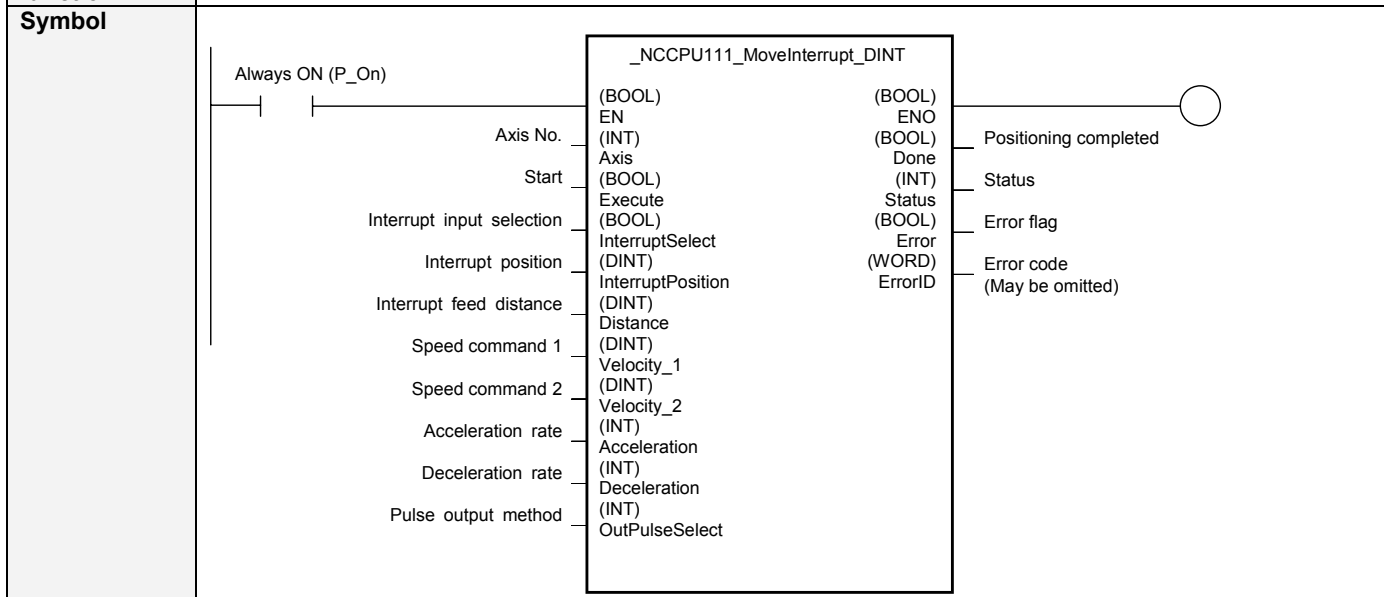 Symbol
_NCCPU111_MoveInterrupt_DINT
Always ON (P_On)
(BOOL) (BOOL)
EN ENO
Axis No. (INT) (BOOL) Positioning completed
Axis Done
Start (BOOL) (INT) Status
Execute Status
Interrupt input selection (BOOL) (BOOL) Error flag
InterruptSelect Error
Interrupt position (DINT) (WORD) Error code
InterruptPosition ErrorID (May be omitted)
Interrupt feed distance (DINT)
Distance
Speed command 1 (DINT)
Velocity_1
Speed command 2 (DINT)
Velocity_2
Acceleration rate (INT)
Acceleration
Deceleration rate (INT)
Deceleration
Pulse output method (INT)
OutPulseSelect